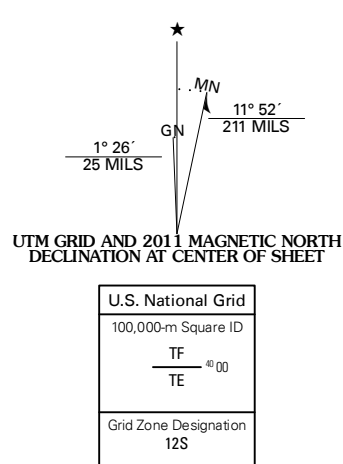 ★
MN
GN
11° 52´
211 MILS
1° 26´
25 MILS
UTM GRID AND 2011 MAGNETIC NORTH
DECLINATION AT CENTER OF SHEET
U.S. National Grid
100,000-m Square ID
TF
40 00
TE
Grid Zone Designation
12S